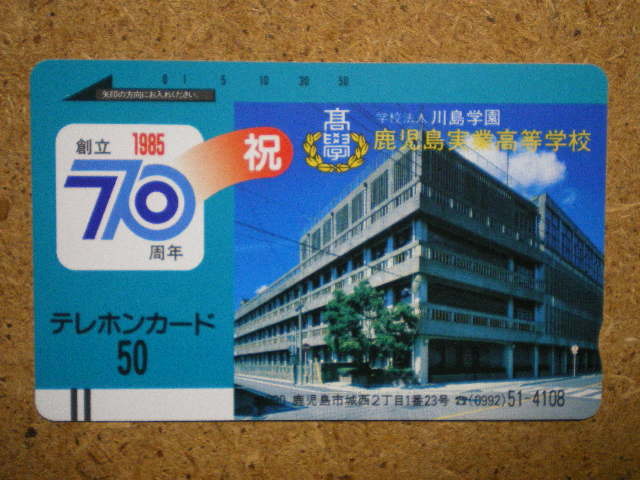 0 1 5 10 30 50
矢印の方向にお入れください。
創立 1985
70
周年
祝
高學
学校法人 川島学園
鹿児島実業高等学校
テレホンカード
50
鹿児島市城西2丁目1番23号 ☎(0992)51-4108